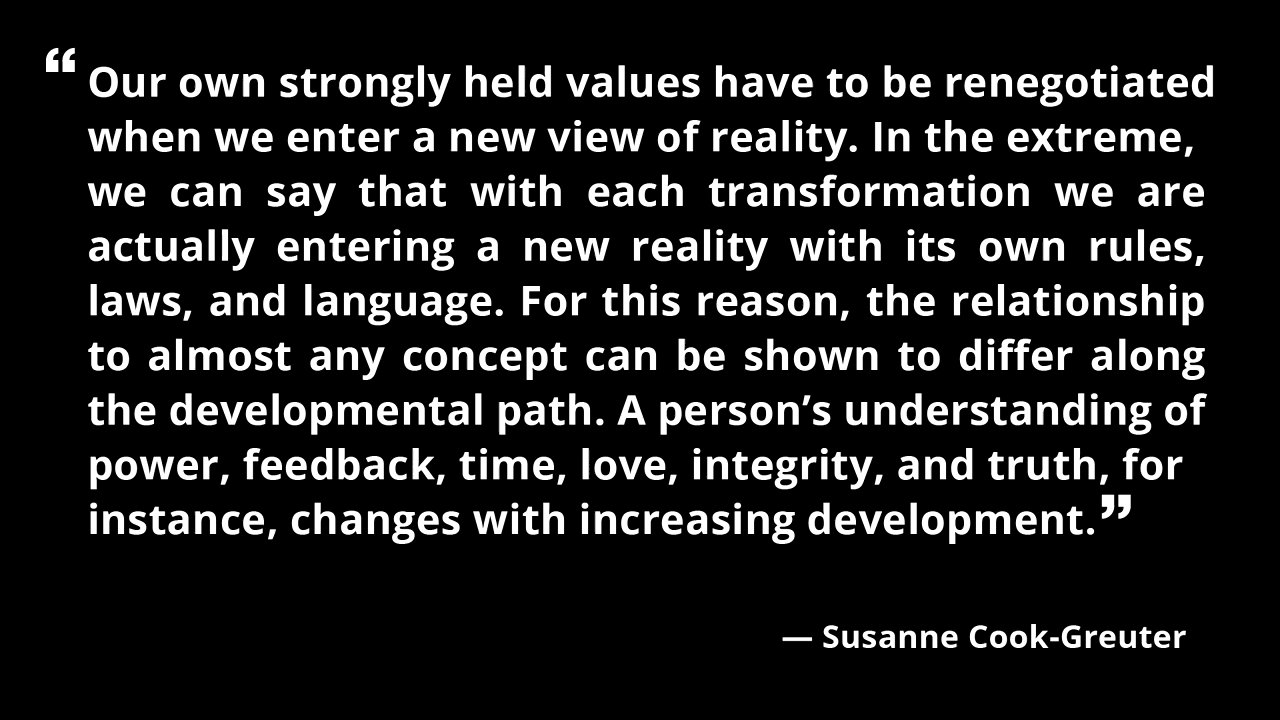 “Our own strongly held values have to be renegotiated
when we enter a new view of reality. In the extreme,
we can say that with each transformation we are
actually entering a new reality with its own rules,
laws, and language. For this reason, the relationship
to almost any concept can be shown to differ along
the developmental path. A person’s understanding of
power, feedback, time, love, integrity, and truth, for
instance, changes with increasing development.”
— Susanne Cook-Greuter